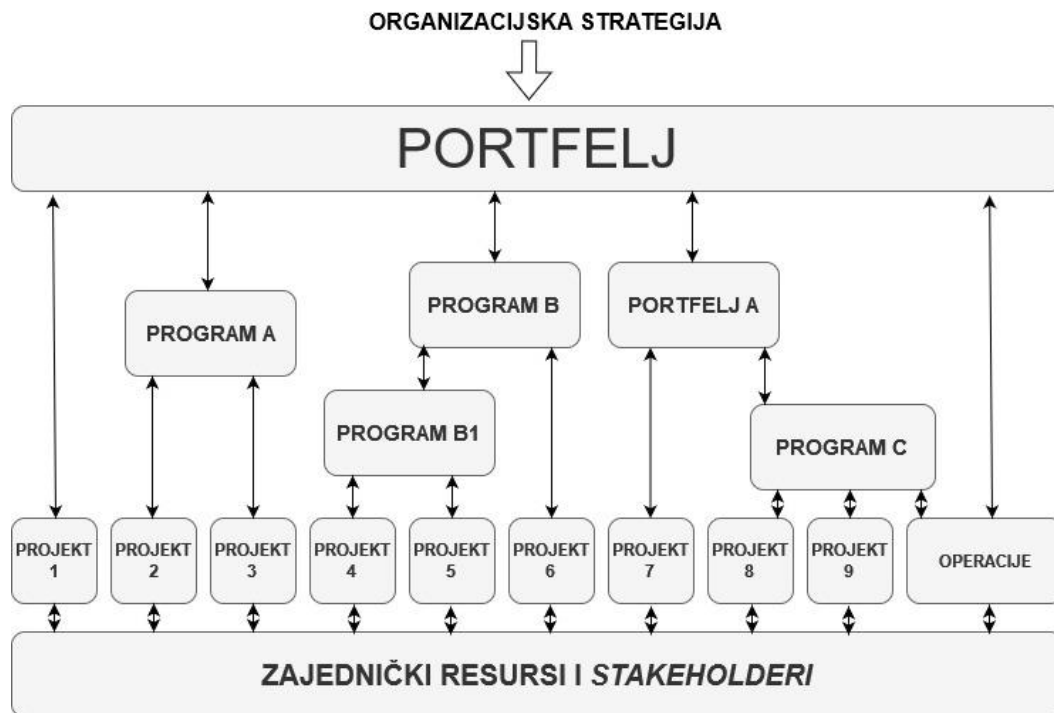 ORGANIZACIJSKA STRATEGIJA
PORTFELJ
PROGRAM A
PROGRAM B
PORTFELJ A
PROGRAM B1
PROGRAM C
PROJEKT
1
PROJEKT
2
PROJEKT
3
PROJEKT
4
PROJEKT
5
PROJEKT
6
PROJEKT
7
PROJEKT
8
PROJEKT
9
OPERACIJE
ZAJEDNIČKI RESURSI I STAKEHOLDERI